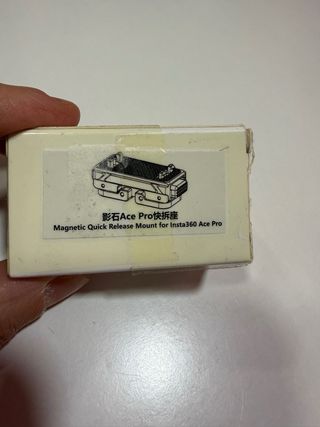 影石Ace Pro快拆座
Magnetic Quick Release Mount for Insta360 Ace Pro